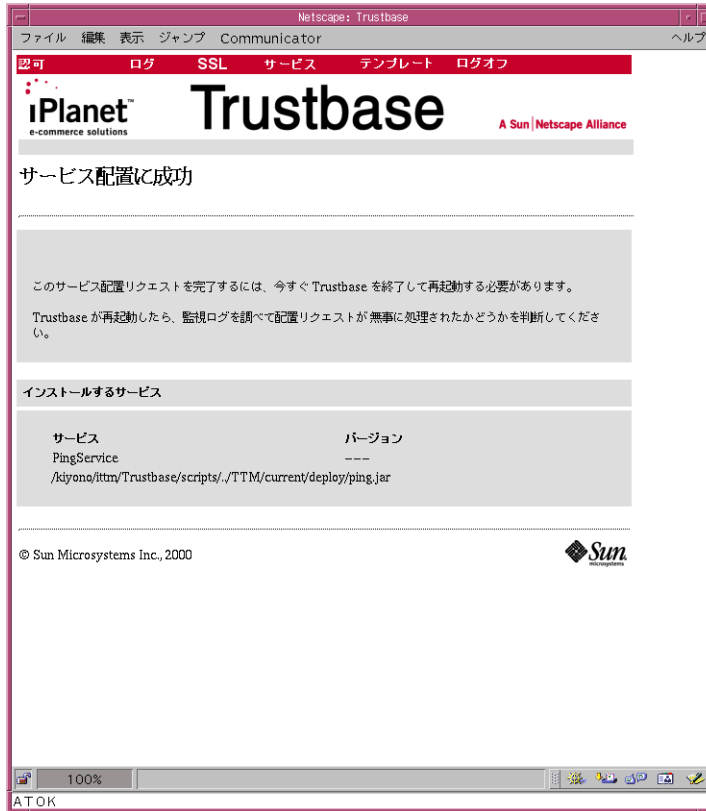 Netscape: Trustbase
ファイル 編集 表示 ジャンプ Communicator ヘルプ
認可 ログ SSL サービス テンプレート ログオフ
iPlanet™
e-commerce solutions
Trustbase
A Sun | Netscape Alliance
サービス配置に成功
このサービス配置リクエストを完了するには、今すぐ Trustbase を終了して再起動する必要があります。
Trustbase が再起動したら、監視ログを調べて配置リクエストが無事に処理されたかどうかを判断してくださ
い。
インストールするサービス
サービス バージョン
PingService ---
/kiyono/ittm/Trustbase/scripts/../TTM/current/deploy/ping.jar
© Sun Microsystems Inc., 2000
Sun
microsystems
100%
ATOK